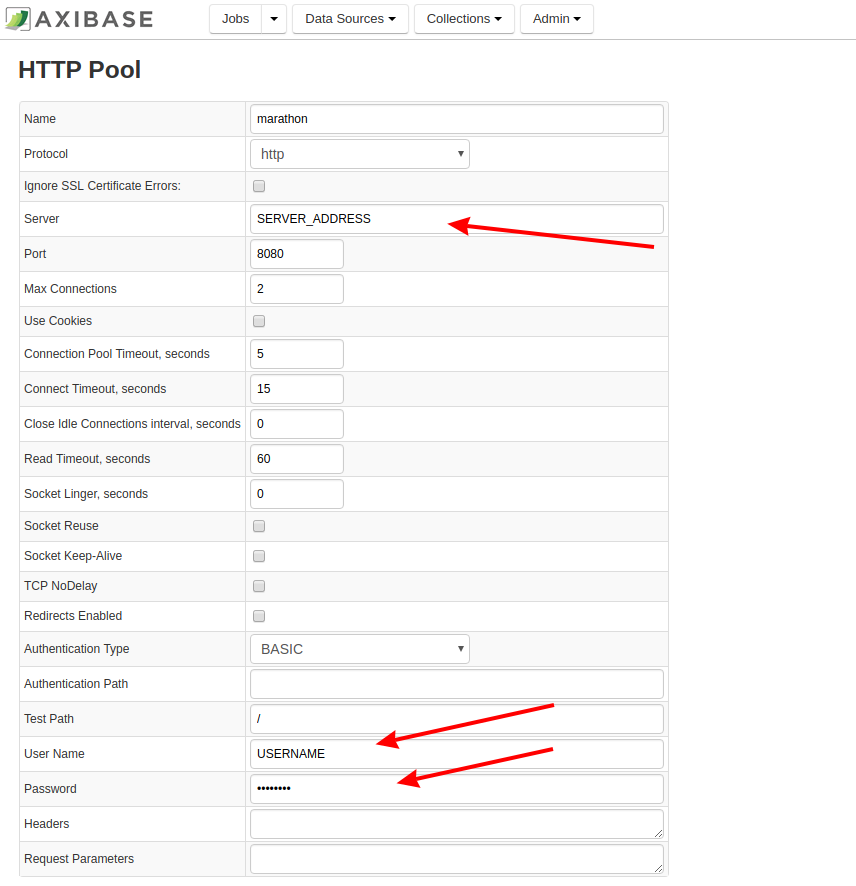 AXIBASE Jobs Data Sources Collections Admin
HTTP Pool
Name marathon
Protocol http
Ignore SSL Certificate Errors:
Server SERVER_ADDRESS
Port 8080
Max Connections 2
Use Cookies
Connection Pool Timeout, seconds 5
Connect Timeout, seconds 15
Close Idle Connections interval, seconds 0
Read Timeout, seconds 60
Socket Linger, seconds 0
Socket Reuse
Socket Keep-Alive
TCP NoDelay
Redirects Enabled
Authentication Type BASIC
Authentication Path
Test Path /
User Name USERNAME
Password ••••••••
Headers
Request Parameters